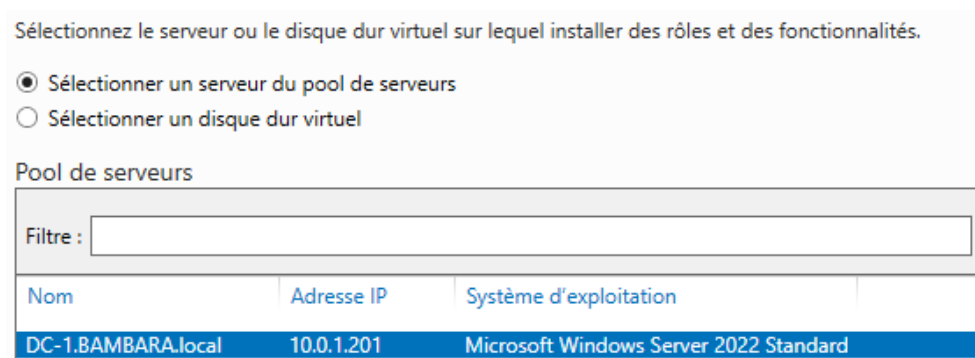 Sélectionnez le serveur ou le disque dur virtuel sur lequel installer des rôles et des fonctionnalités.
Sélectionner un serveur du pool de serveurs
Sélectionner un disque dur virtuel
Pool de serveurs
Filtre :
Nom Adresse IP Système d'exploitation
DC-1.BAMBARA.local 10.0.1.201 Microsoft Windows Server 2022 Standard